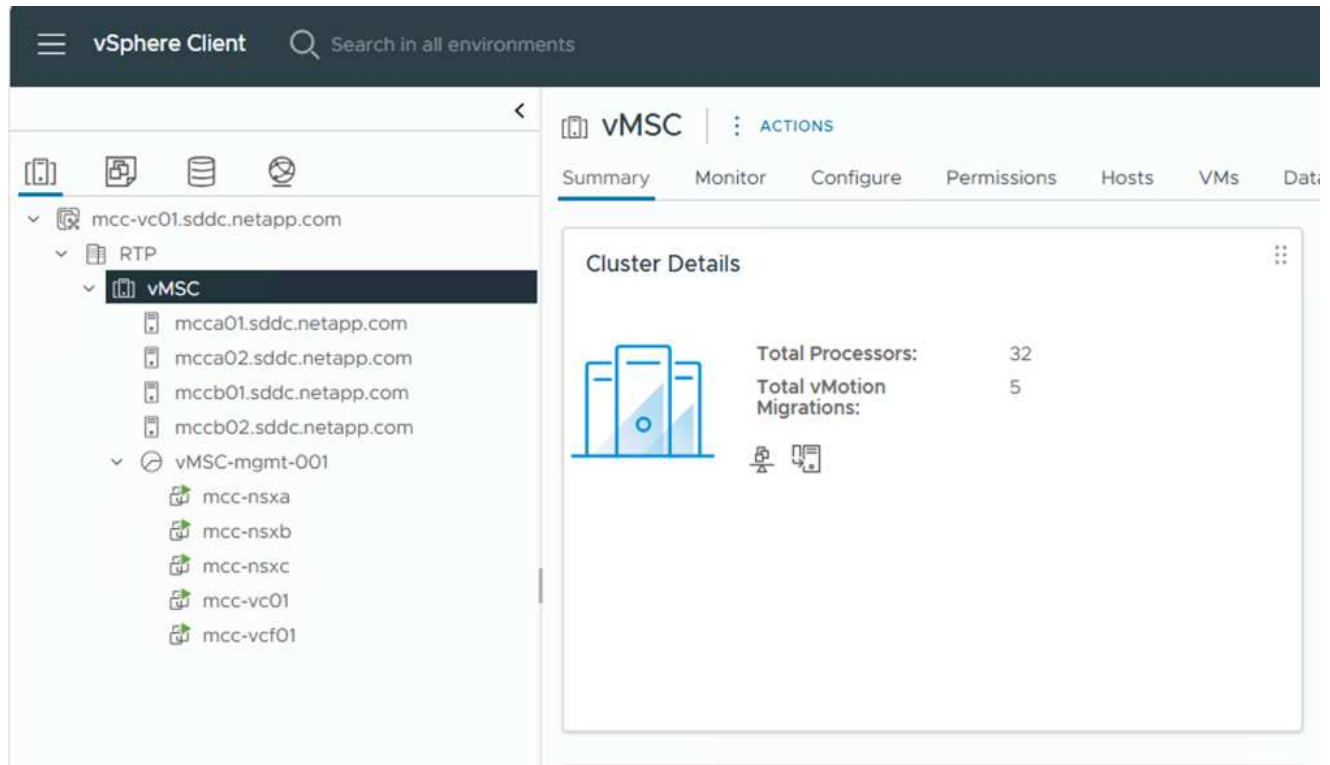 vSphere Client
Search in all environments
vMSC
ACTIONS
Summary Monitor Configure Permissions Hosts VMs Data
mcc-vc01.sddc.netapp.com
RTP
vMSC
mcca01.sddc.netapp.com
mcca02.sddc.netapp.com
mccb01.sddc.netapp.com
mccb02.sddc.netapp.com
vMSC-mgmt-001
mcc-nsxa
mcc-nsxb
mcc-nsxc
mcc-vc01
mcc-vcf01
Cluster Details
Total Processors: 32
Total vMotion 5
Migrations: